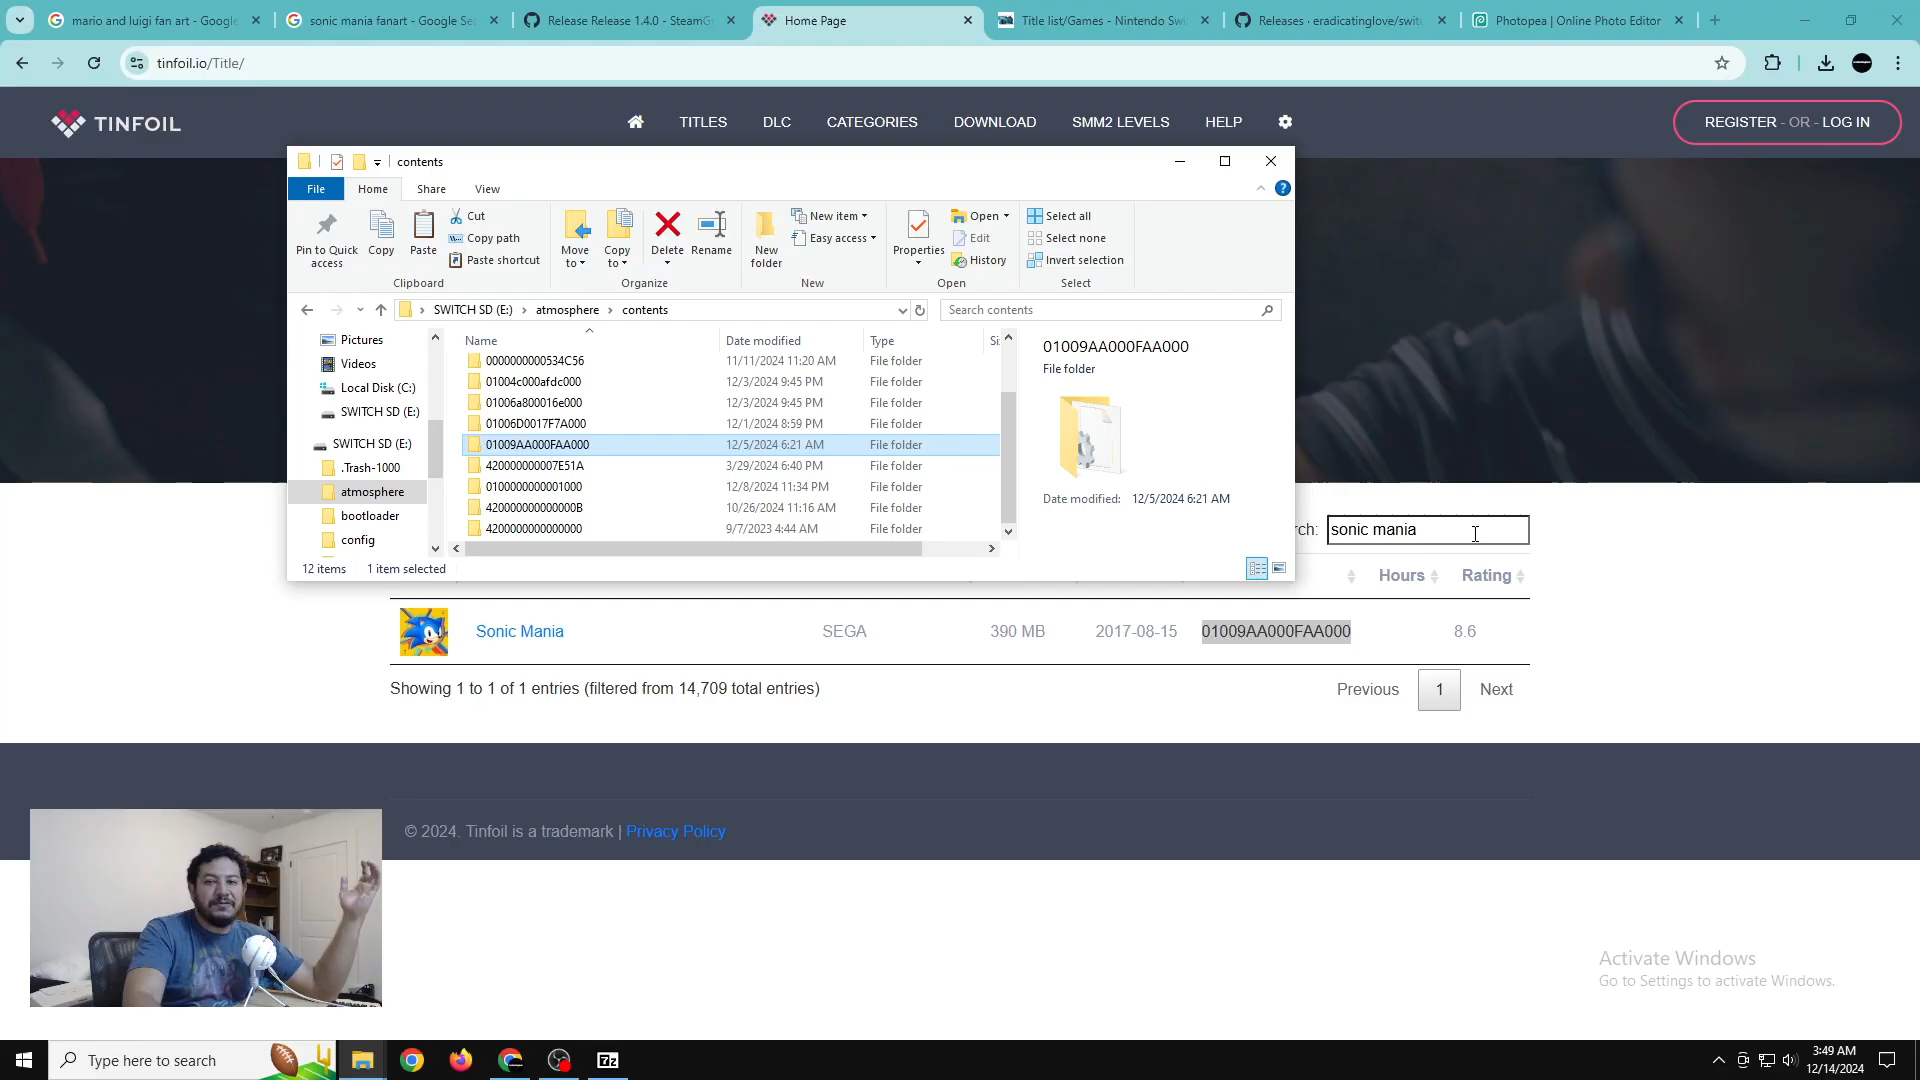 mario and luigi fan art - Google
sonic mania fanart - Google Se
Release Release 1.4.0 - SteamG
Home Page
Title list/Games - Nintendo Swi
Releases · eradicatinglove/swit
Photopea | Online Photo Editor
tinfoil.io/Title/
TINFOIL
TITLES
DLC
CATEGORIES
DOWNLOAD
SMM2 LEVELS
HELP
REGISTER - OR - LOG IN
contents
File
Home
Share
View
Pin to Quick access
Copy
Paste
Cut
Copy path
Paste shortcut
Move to
Copy to
Delete
Rename
New folder
New item
Easy access
Properties
Open
Edit
History
Select all
Select none
Invert selection
Clipboard
Organize
New
Open
Select
SWITCH SD (E:) > atmosphere > contents
Search contents
Pictures
Videos
Local Disk (C:)
SWITCH SD (E:)
SWITCH SD (E:)
.Trash-1000
atmosphere
bootloader
config
Name Date modified Type Si
0000000000534C56 11/11/2024 11:20 AM File folder
01004c000afdc000 12/3/2024 9:45 PM File folder
01006a800016e000 12/3/2024 9:45 PM File folder
01006D0017F7A000 12/1/2024 8:59 PM File folder
01009AA000FAA000 12/5/2024 6:21 AM File folder
420000000007E51A 3/29/2024 6:40 PM File folder
0100000000001000 12/8/2024 11:34 PM File folder
420000000000000B 10/26/2024 11:16 AM File folder
4200000000000000 9/7/2023 4:44 AM File folder
01009AA000FAA000
File folder
Date modified: 12/5/2024 6:21 AM
12 items 1 item selected
rch: sonic mania
Hours Rating
Sonic Mania SEGA 390 MB 2017-08-15 01009AA000FAA000 8.6
Showing 1 to 1 of 1 entries (filtered from 14,709 total entries)
Previous 1 Next
© 2024. Tinfoil is a trademark | Privacy Policy
Activate Windows
Go to Settings to activate Windows.
Type here to search
7z
3:49 AM
12/14/2024